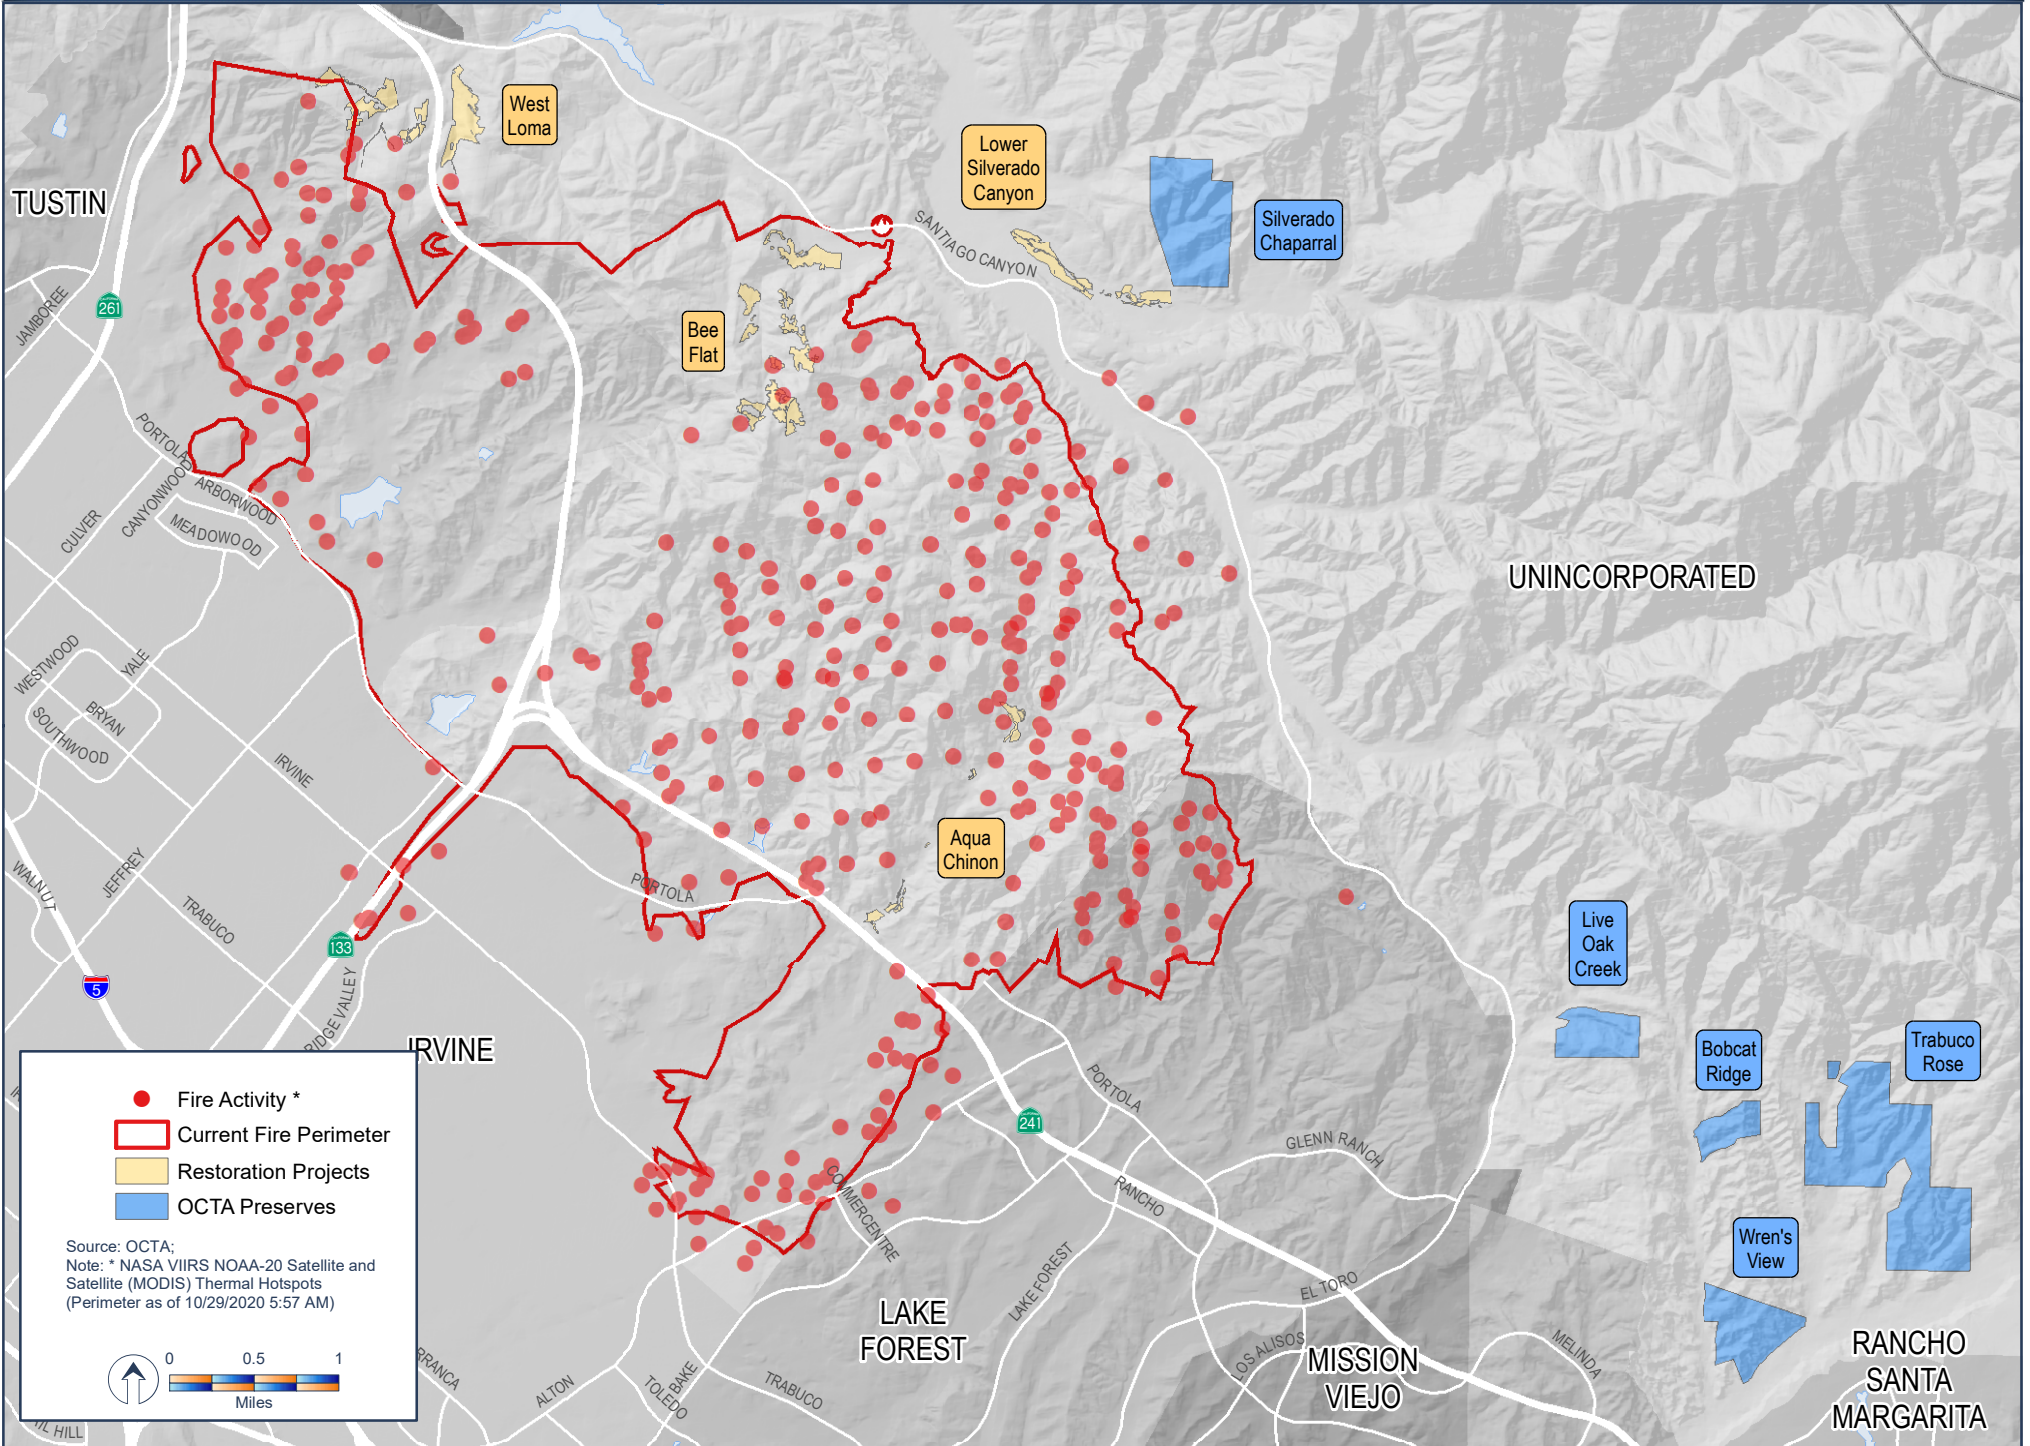 West
Loma
Lower
Silverado
Canyon
Silverado
Chaparral
TUSTIN
SANTIAGO CANYON
261
JAMBOREE
Bee
Flat
PORTOLA
CANYONWOOD
ARBORWOOD
MEADOWOOD
CULVER
UNINCORPORATED
WESTWOOD
YALE
BRYAN
SOUTHWOOD
IRVINE
JEFFREY
WALNUT
TRABUCO
PORTOLA
Aqua
Chinon
133
5
RIDGE VALLEY
IRVINE
Live
Oak
Creek
Bobcat
Ridge
Trabuco
Rose
241
PORTOLA
GLENN RANCH
RANCHO
COMMERCENTRE
LAKE FOREST
EL TORO
Wren's
View
LAKE
FOREST
LOS ALISOS
MISSION
VIEJO
MELINDA
RANCHO
SANTA
MARGARITA
ALTON
TOLEDO
BAKE
TRABUCO
RRANCA
HILL
Fire Activity *
Current Fire Perimeter
Restoration Projects
OCTA Preserves
Source: OCTA;
Note: * NASA VIIRS NOAA-20 Satellite and
Satellite (MODIS) Thermal Hotspots
(Perimeter as of 10/29/2020 5:57 AM)
0 0.5 1
Miles